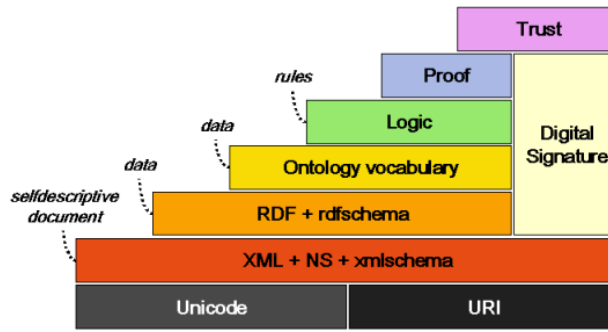 Trust
Proof
rules
Logic
Digital
Signature
data
Ontology vocabulary
data
RDF + rdfschema
selfdescriptive
document
XML + NS + xmlschema
Unicode
URI